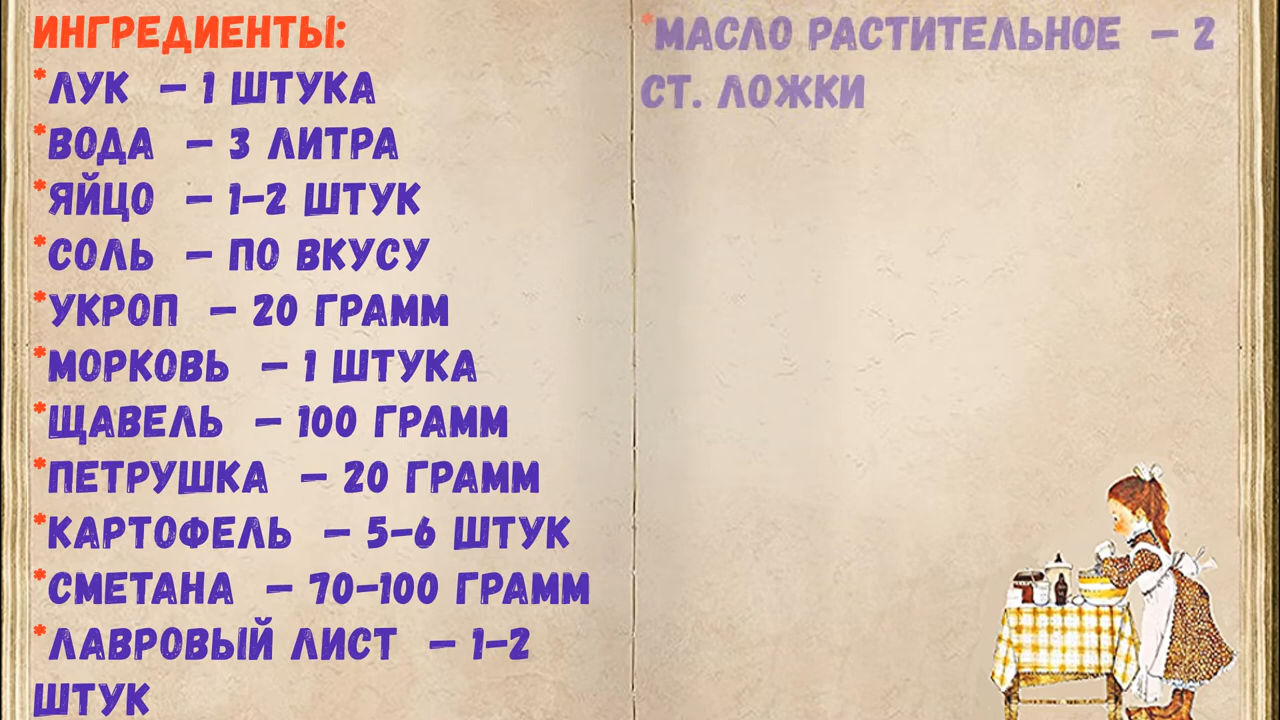 ИНГРЕДИЕНТЫ:
*ЛУК – 1 ШТУКА
*ВОДА – 3 ЛИТРА
*ЯЙЦО – 1-2 ШТУК
*СОЛЬ – ПО ВКУСУ
*УКРОП – 20 ГРАММ
*МОРКОВЬ – 1 ШТУКА
*ЩАВЕЛЬ – 100 ГРАММ
*ПЕТРУШКА – 20 ГРАММ
*КАРТОФЕЛЬ – 5-6 ШТУК
*СМЕТАНА – 70-100 ГРАММ
*ЛАВРОВЫЙ ЛИСТ – 1-2
ШТУК
*МАСЛО РАСТИТЕЛЬНОЕ – 2
СТ. ЛОЖКИ